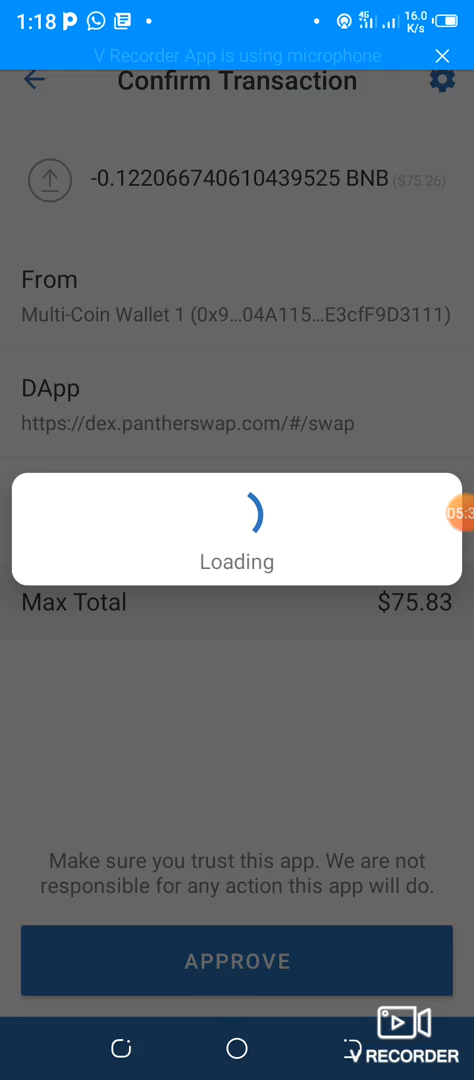 1:18 16.0 K/s
V Recorder App is using microphone
Confirm Transaction
-0.122066740610439525 BNB ($75.26)
From
Multi-Coin Wallet 1 (0x9...04A115...E3cfF9D3111)
DApp
https://dex.pantherswap.com/#/swap
05:3
Loading
Max Total $75.83
Make sure you trust this app. We are not
responsible for any action this app will do.
APPROVE
V RECORDER